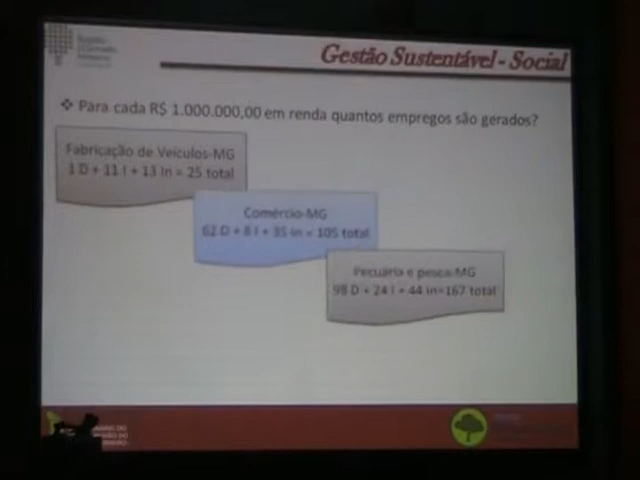 Gestão Sustentável - Social
❖ Para cada R$ 1.000.000,00 em renda quantos empregos são gerados?
Fabricação de Veículos-MG
1 D + 11 I + 13 In = 25 total
Comércio-MG
62 D + 8 I + 35 in = 105 total
Pecuária e pesca-MG
98 D + 24 I + 44 in=167 total